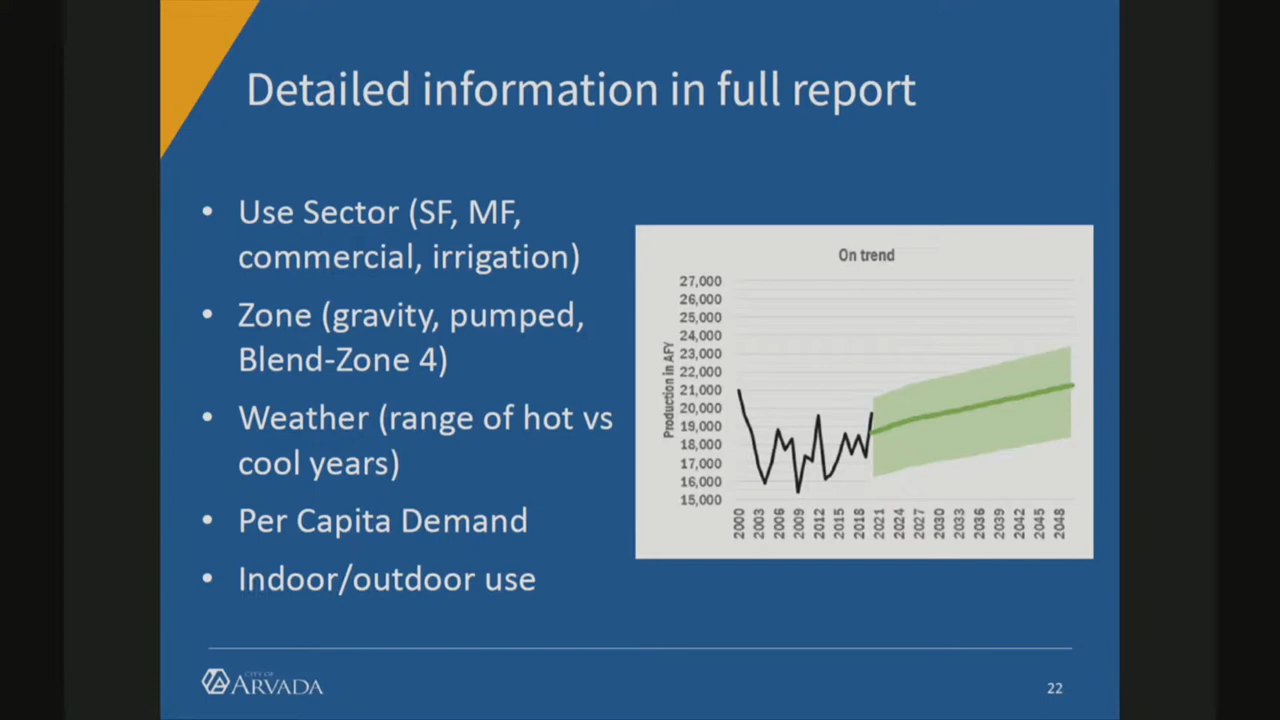 Detailed information in full report
• Use Sector (SF, MF,
commercial, irrigation)
• Zone (gravity, pumped,
Blend-Zone 4)
• Weather (range of hot vs
cool years)
• Per Capita Demand
• Indoor/outdoor use
On trend
Production in AFY
27,000
26,000
25,000
24,000
23,000
22,000
21,000
20,000
19,000
18,000
17,000
16,000
15,000
2000 2003 2006 2009 2012 2015 2018 2021 2024 2027 2030 2033 2036 2039 2042 2045 2048
CITY OF
ARVADA
22